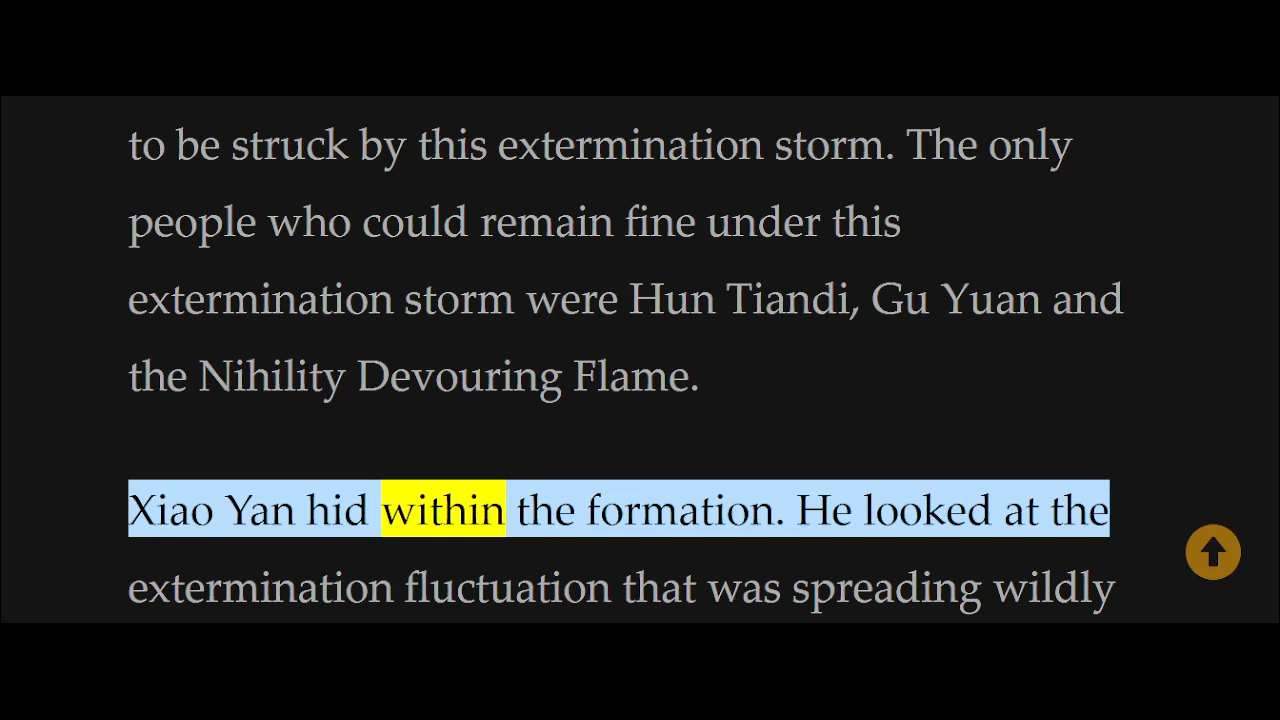 to be struck by this extermination storm. The only
people who could remain fine under this
extermination storm were Hun Tiandi, Gu Yuan and
the Nihility Devouring Flame.
Xiao Yan hid within the formation. He looked at the
extermination fluctuation that was spreading wildly